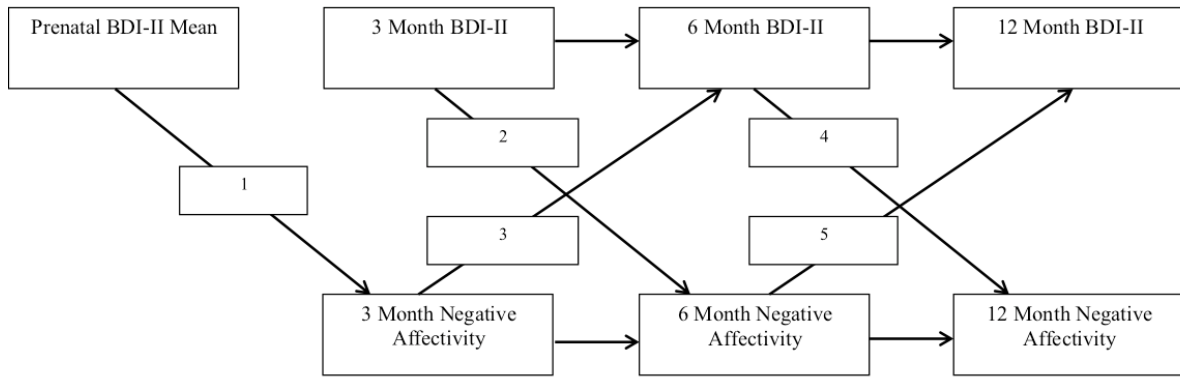 Prenatal BDI-II Mean
3 Month BDI-II
6 Month BDI-II
12 Month BDI-II
2
4
1
3
5
3 Month Negative
Affectivity
6 Month Negative
Affectivity
12 Month Negative
Affectivity